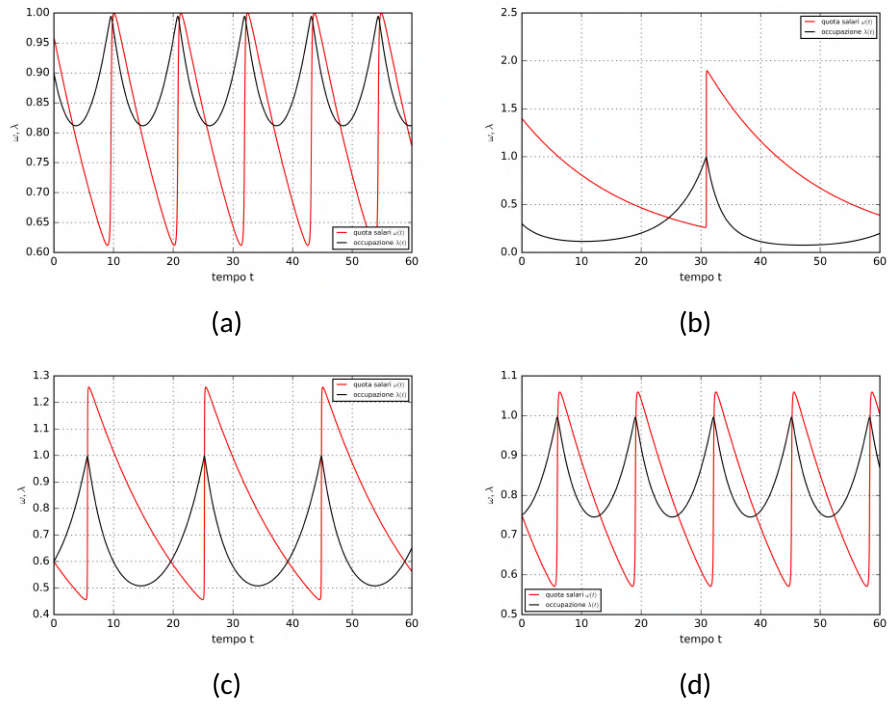 1.00
0.95
0.90
0.85
0.80
0.75
0.70
0.65
0.60
ω, λ
quota salari ω(t)
occupazione λ(t)
0 10 20 30 40 50 60
tempo t
(a)
2.5
2.0
1.5
1.0
0.5
0.0
ω, λ
quota salari ω(t)
occupazione λ(t)
0 10 20 30 40 50 60
tempo t
(b)
1.3
1.2
1.1
1.0
0.9
0.8
0.7
0.6
0.5
0.4
ω, λ
quota salari ω(t)
occupazione λ(t)
0 10 20 30 40 50 60
tempo t
(c)
1.1
1.0
0.9
0.8
0.7
0.6
0.5
ω, λ
quota salari ω(t)
occupazione λ(t)
0 10 20 30 40 50 60
tempo t
(d)